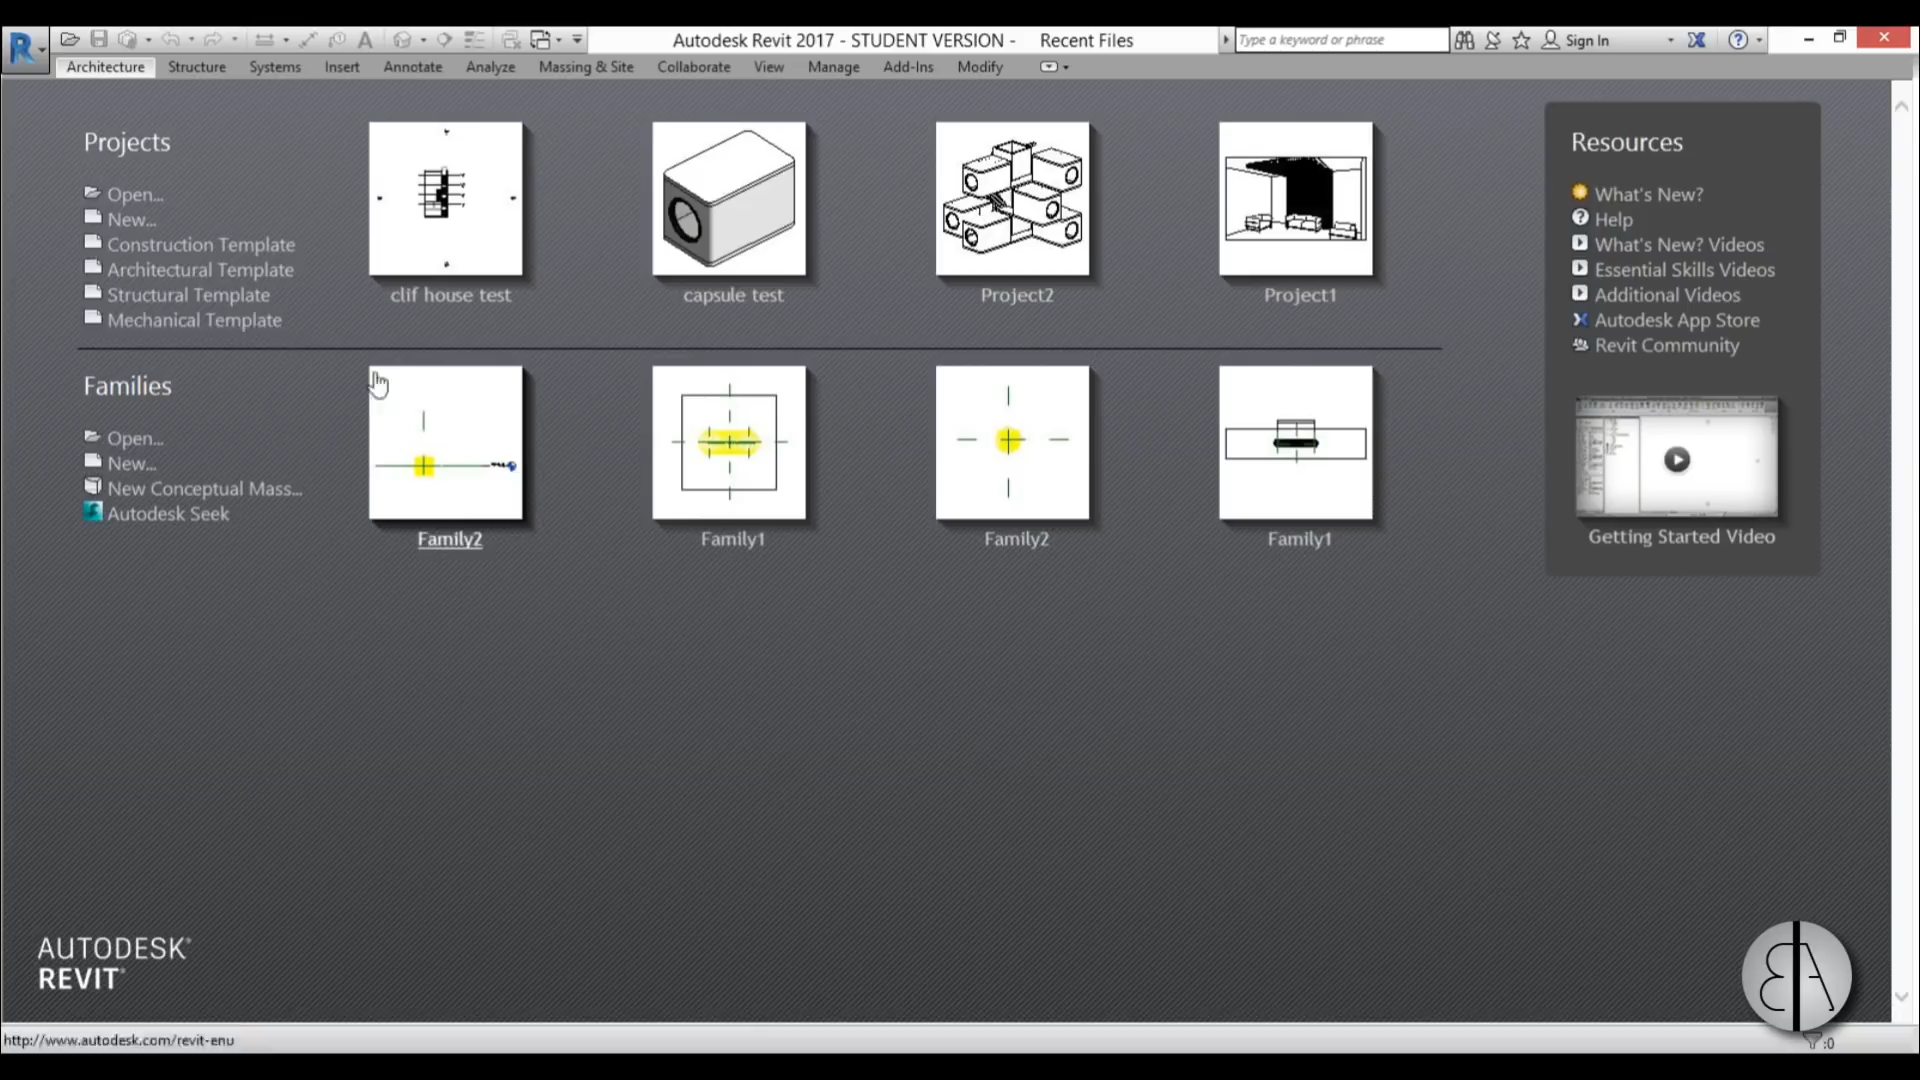 Autodesk Revit 2017 - STUDENT VERSION - Recent Files
Type a keyword or phrase
Sign In
Architecture Structure Systems Insert Annotate Analyze Massing & Site Collaborate View Manage Add-Ins Modify
Projects
Open...
New...
Construction Template
Architectural Template
Structural Template
Mechanical Template
clif house test
capsule test
Project2
Project1
Families
Open...
New...
New Conceptual Mass...
Autodesk Seek
Family2
Family1
Family2
Family1
Resources
What's New?
Help
What's New? Videos
Essential Skills Videos
Additional Videos
Autodesk App Store
Revit Community
Getting Started Video
AUTODESK®
REVIT®
http://www.autodesk.com/revit-enu
:0